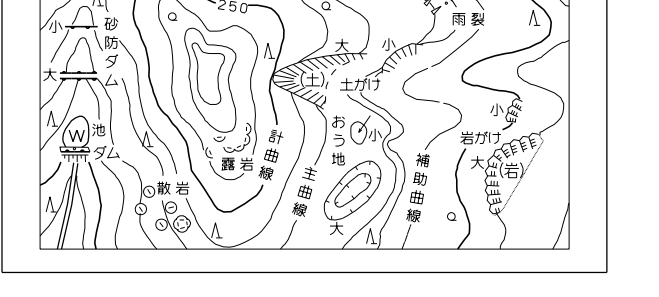 250
小
砂防ダム
大
W
池
ダム
散岩
露岩
計曲線
主曲線
大
(土)
土がけ
小
おう地
小
大
補助曲線
雨裂
小
岩がけ
大
(岩)